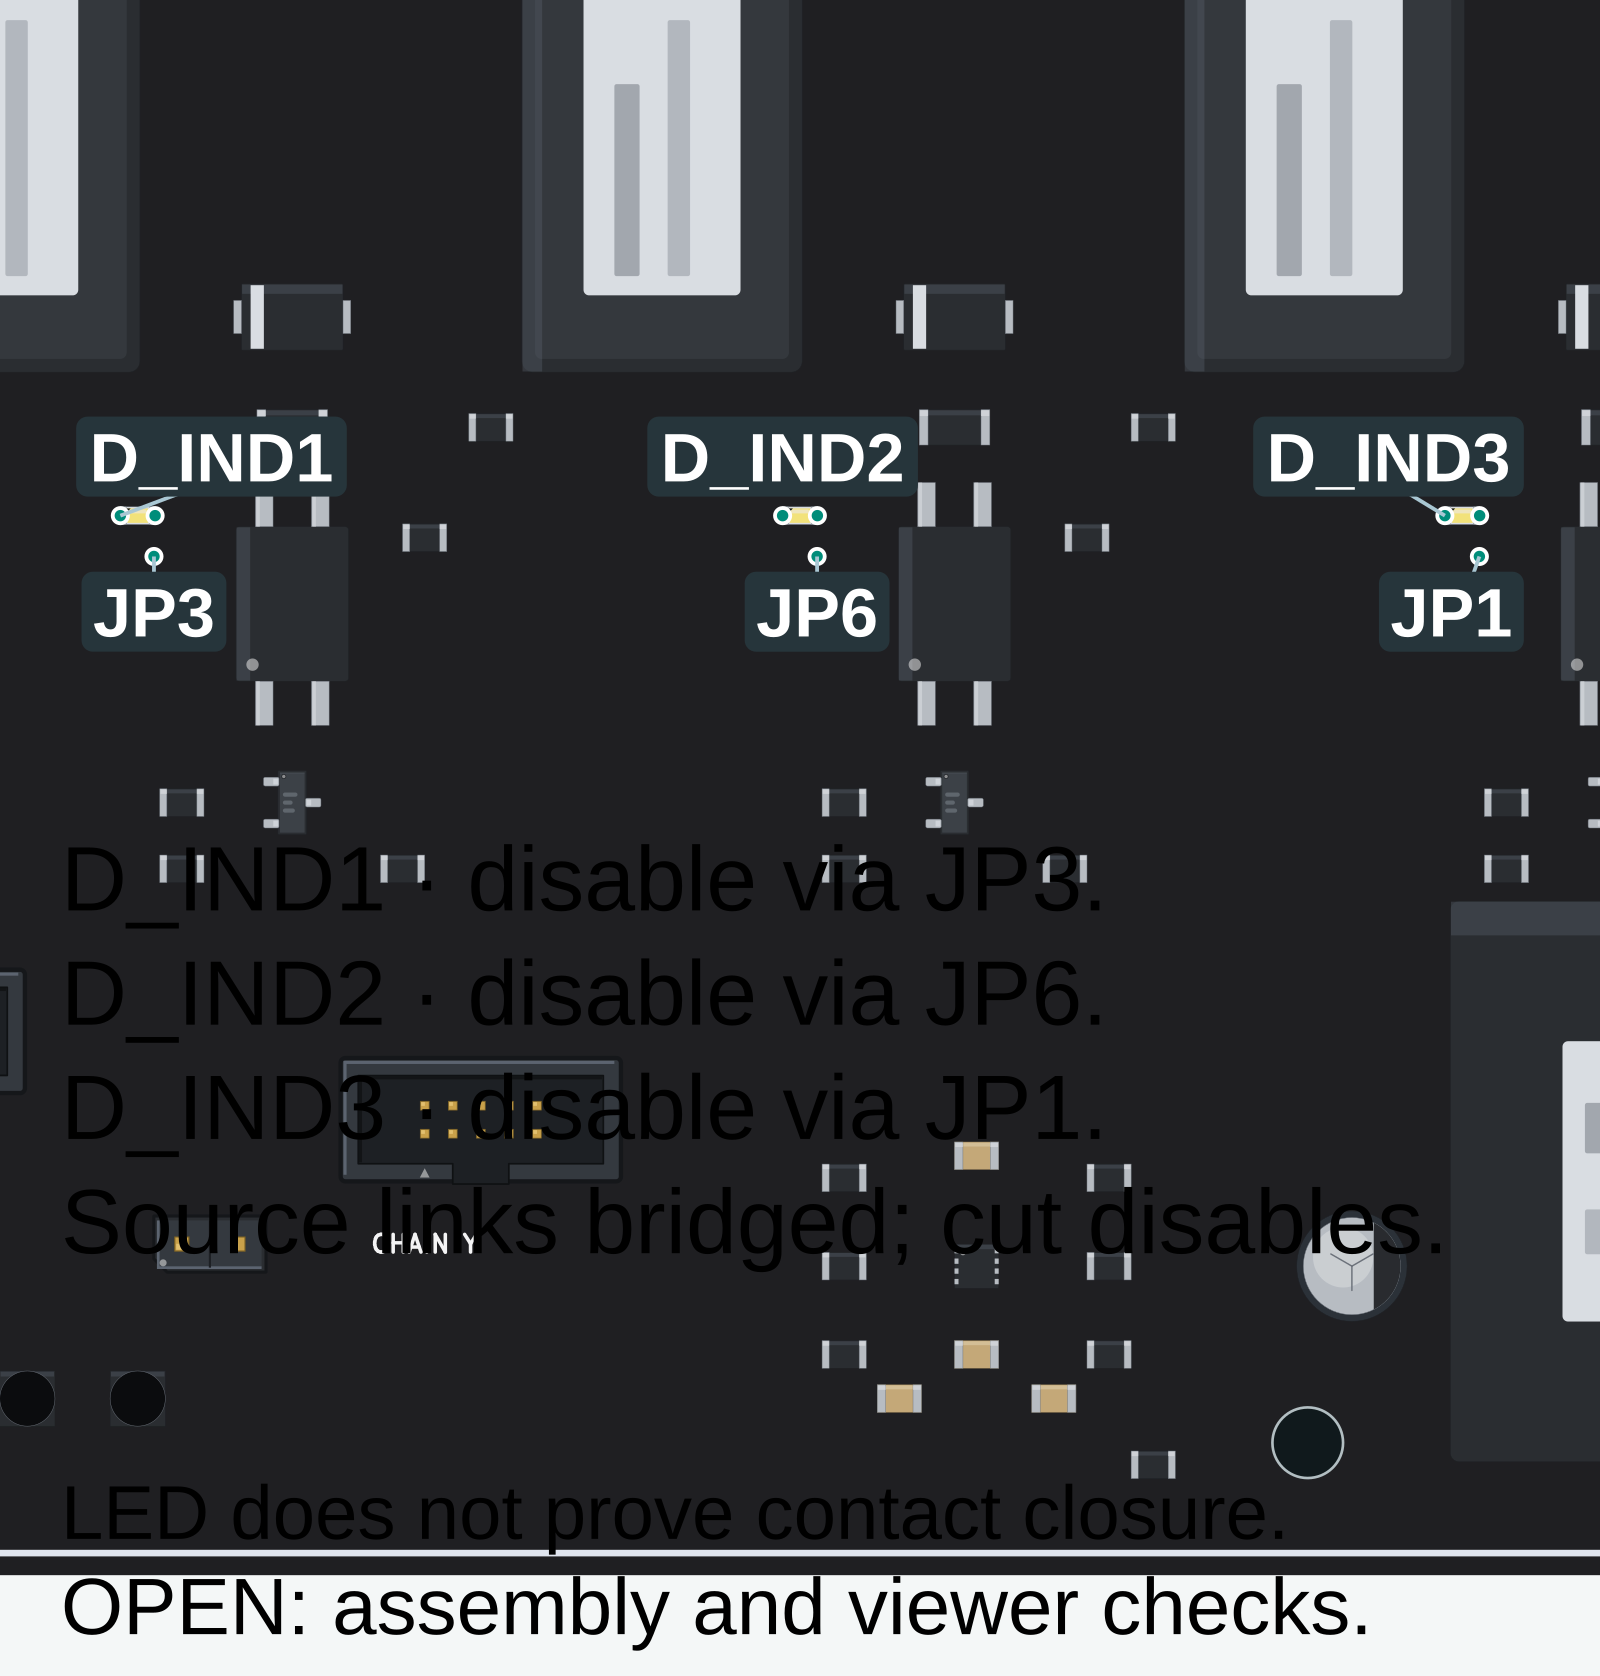 D_IND1 D_IND2 D_IND3
JP3 JP6 JP1
D_IND1 · disable via JP3.
D_IND2 · disable via JP6.
D_IND3 · disable via JP1.
Source links bridged; cut disables.
LED does not prove contact closure.
OPEN: assembly and viewer checks.